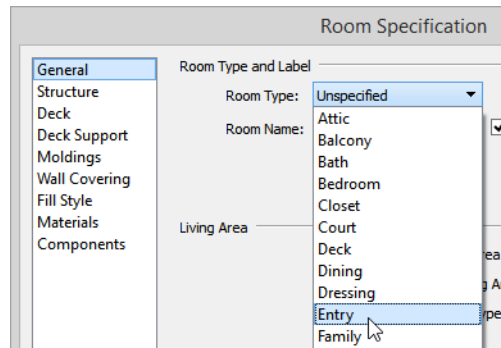 Room Specification
General
Structure
Deck
Deck Support
Moldings
Wall Covering
Fill Style
Materials
Components
Room Type and Label
Room Type: Unspecified
Room Name:
Attic
Balcony
Bath
Bedroom
Closet
Court
Deck
Dining
Dressing
Entry
Family
Living Area